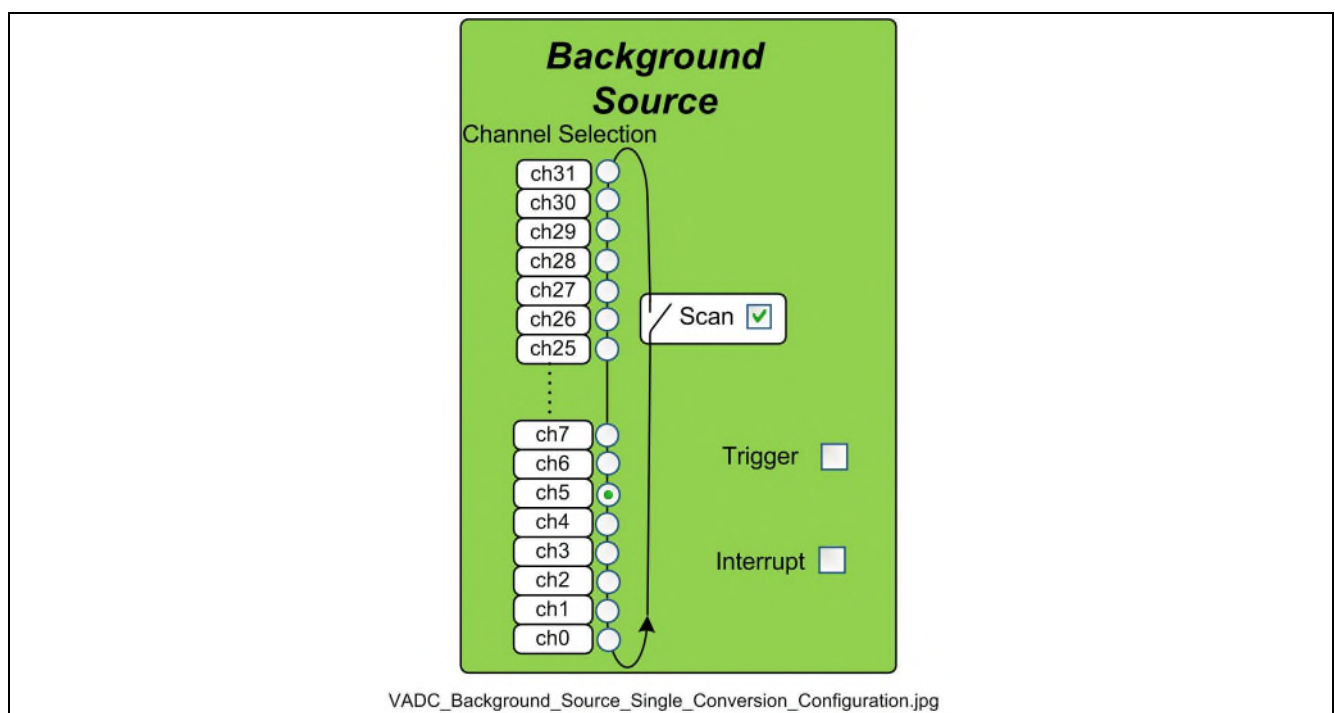 Background
Source
Channel Selection
ch31
ch30
ch29
ch28
ch27
ch26
Scan
ch25
ch7
ch6
Trigger
ch5
ch4
ch3
Interrupt
ch2
ch1
ch0
VADC_Background_Source_Single_Conversion_Configuration.jpg